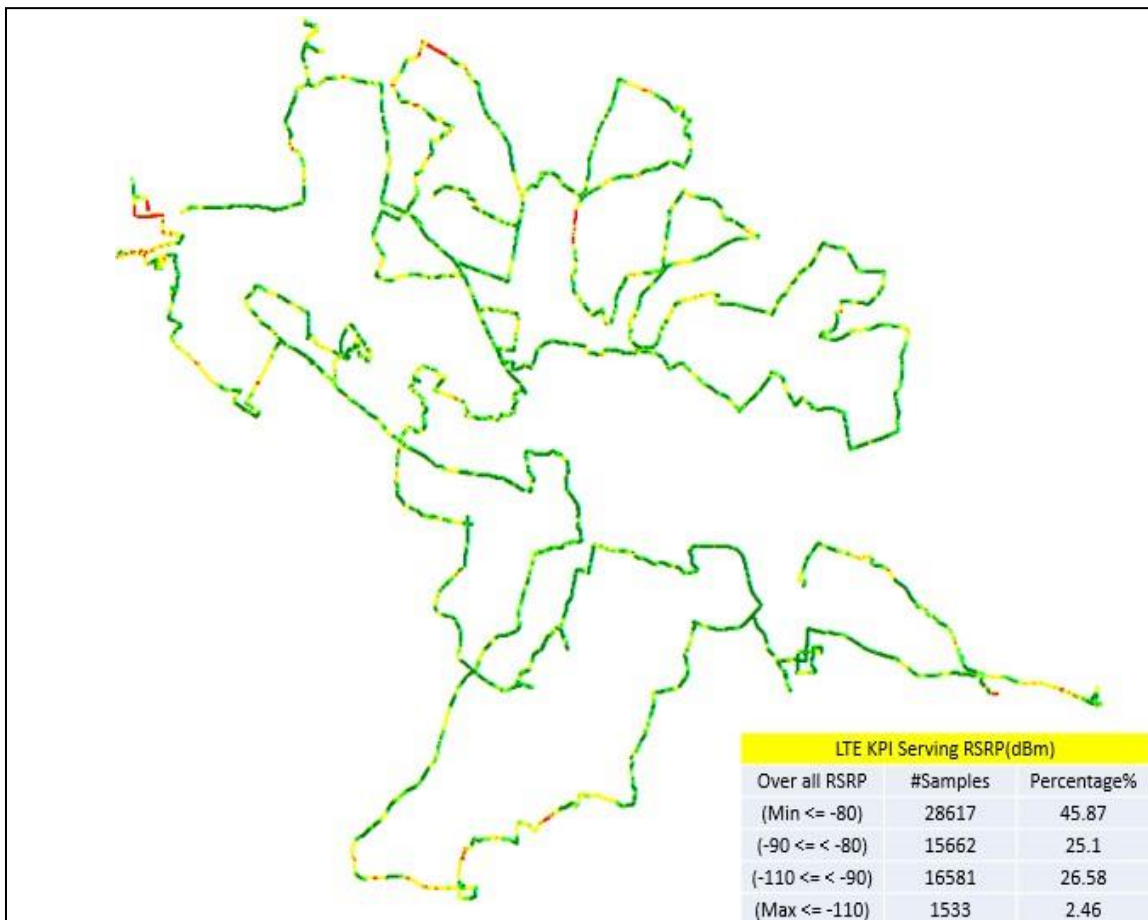 LTE KPI Serving RSRP(dBm)
Over all RSRP #Samples Percentage%
(Min <= -80) 28617 45.87
(-90 <= < -80) 15662 25.1
(-110 <= < -90) 16581 26.58
(Max <= -110) 1533 2.46